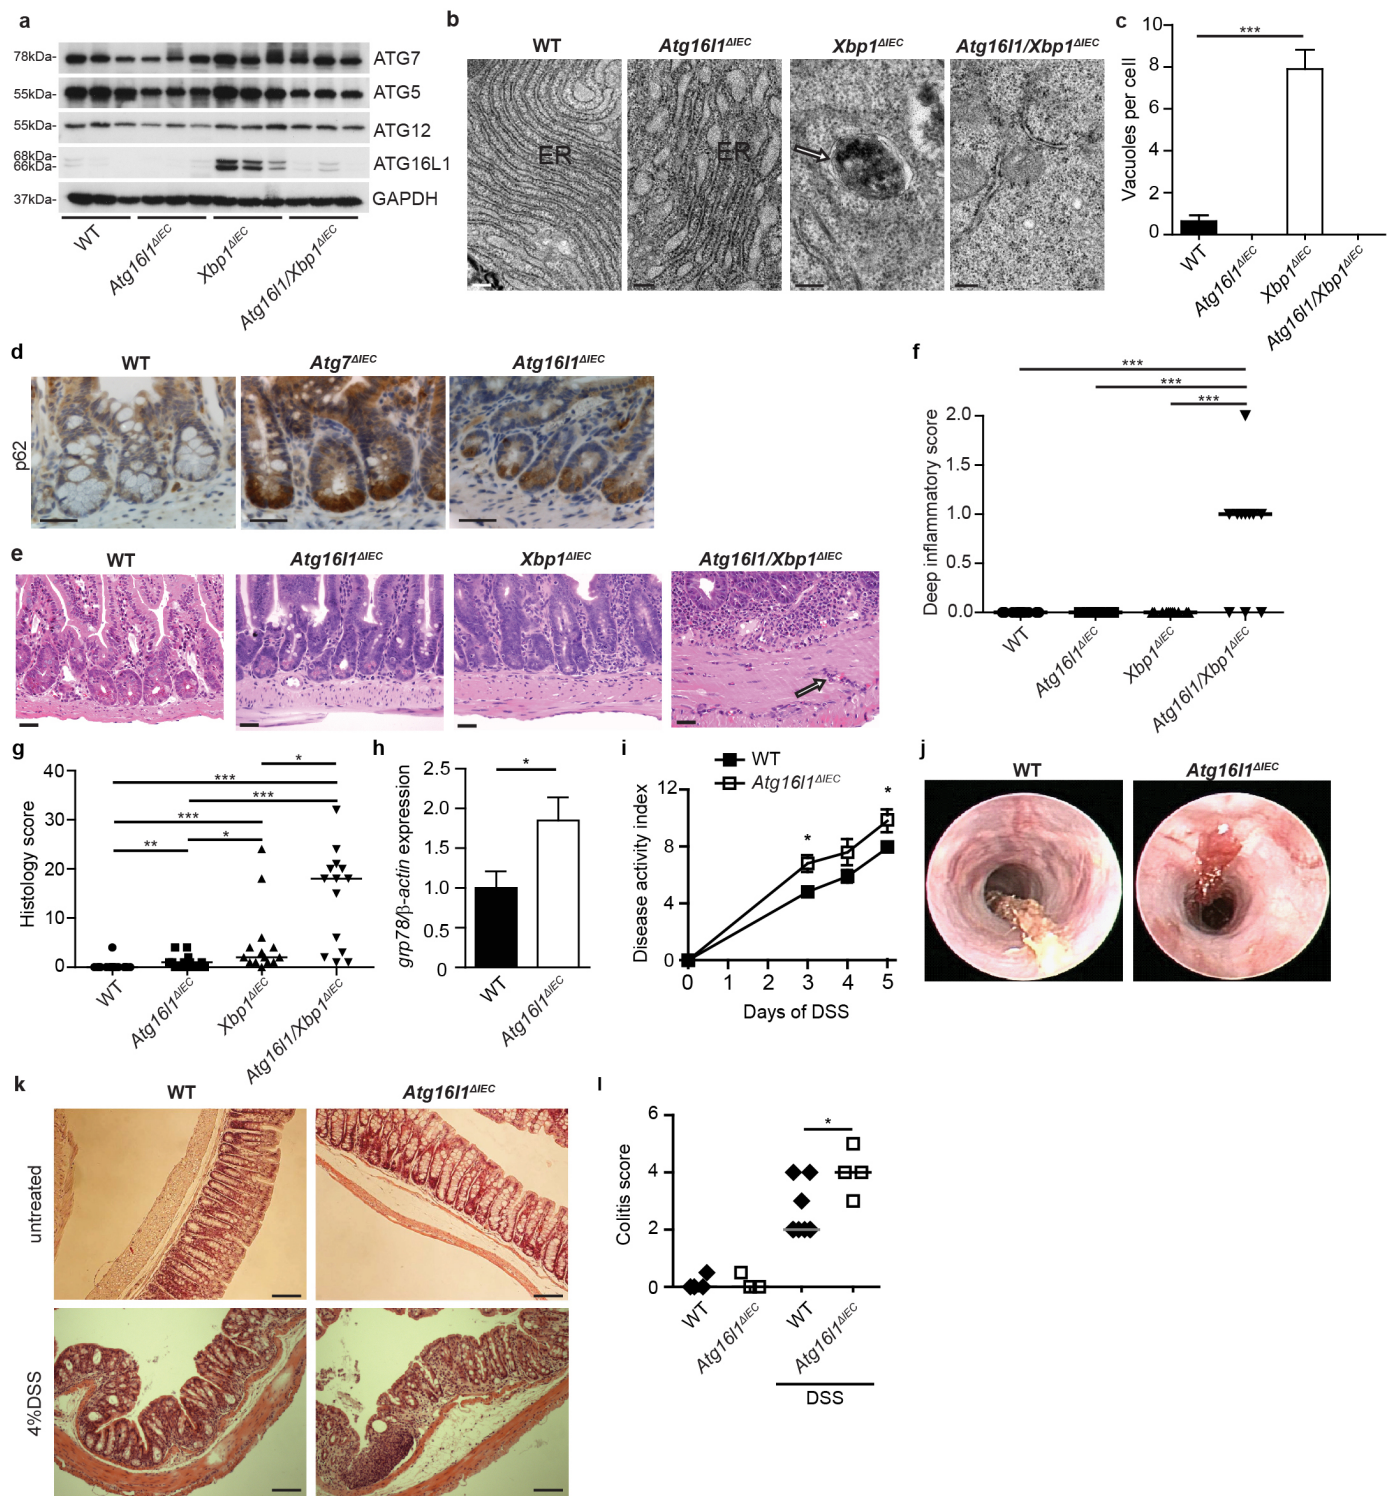 a
78kDa- ATG7
55kDa- ATG5
55kDa- ATG12
68kDa-
66kDa- ATG16L1
37kDa- GAPDH
WT
Atg16l1ΔIEC
Xbp1ΔIEC
Atg16l1/Xbp1ΔIEC
b
WT Atg16l1ΔIEC Xbp1ΔIEC Atg16l1/Xbp1ΔIEC
ER ER
c
Vacuoles per cell
10
8
6
4
2
0
***
WT
Atg16l1ΔIEC
Xbp1ΔIEC
Atg16l1/Xbp1ΔIEC
d
WT Atg7ΔIEC Atg16l1ΔIEC
p62
e
WT Atg16l1ΔIEC Xbp1ΔIEC Atg16l1/Xbp1ΔIEC
f
Deep inflammatory score
2.0
1.5
1.0
0.5
0.0
***
***
***
WT
Atg16l1ΔIEC
Xbp1ΔIEC
Atg16l1/Xbp1ΔIEC
g
Histology score
40
30
20
10
0
*
***
***
***
*
**
WT
Atg16l1ΔIEC
Xbp1ΔIEC
Atg16l1/Xbp1ΔIEC
h
grp78/β-actin expression
2.5
2.0
1.5
1.0
0.5
0
*
WT
Atg16l1ΔIEC
i
WT
Atg16l1ΔIEC
Disease activity index
12
8
4
0
*
*
0 1 2 3 4 5
Days of DSS
j
WT Atg16l1ΔIEC
k
WT Atg16l1ΔIEC
untreated
4%DSS
l
Colitis score
6
4
2
0
*
WT
Atg16l1ΔIEC
WT
Atg16l1ΔIEC
DSS